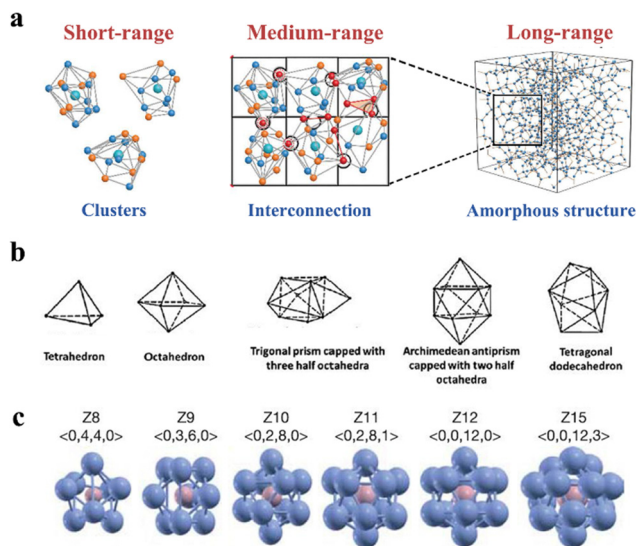 a
Short-range Medium-range Long-range
Clusters Interconnection Amorphous structure
b
Tetrahedron Octahedron Trigonal prism capped with three half octahedra Archimedean antiprism capped with two half octahedra Tetragonal dodecahedron
c
Z8 Z9 Z10 Z11 Z12 Z15
<0,4,4,0> <0,3,6,0> <0,2,8,0> <0,2,8,1> <0,0,12,0> <0,0,12,3>